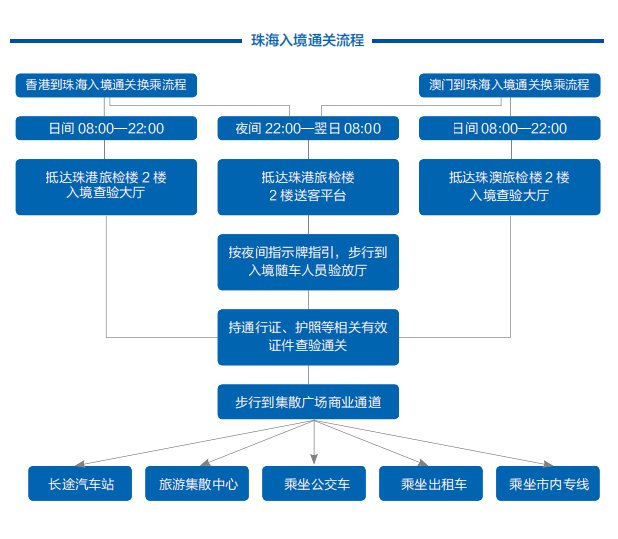 珠海入境通关流程
香港到珠海入境通关换乘流程
澳门到珠海入境通关换乘流程
日间 08:00—22:00
夜间 22:00—翌日 08:00
日间 08:00—22:00
抵达珠港旅检楼 2 楼
入境查验大厅
抵达珠港旅检楼
2 楼送客平台
抵达珠澳旅检楼 2 楼
入境查验大厅
按夜间指示牌指引，步行到
入境随车人员验放厅
持通行证、护照等相关有效
证件查验通关
步行到集散广场商业通道
长途汽车站
旅游集散中心
乘坐公交车
乘坐出租车
乘坐市内专线